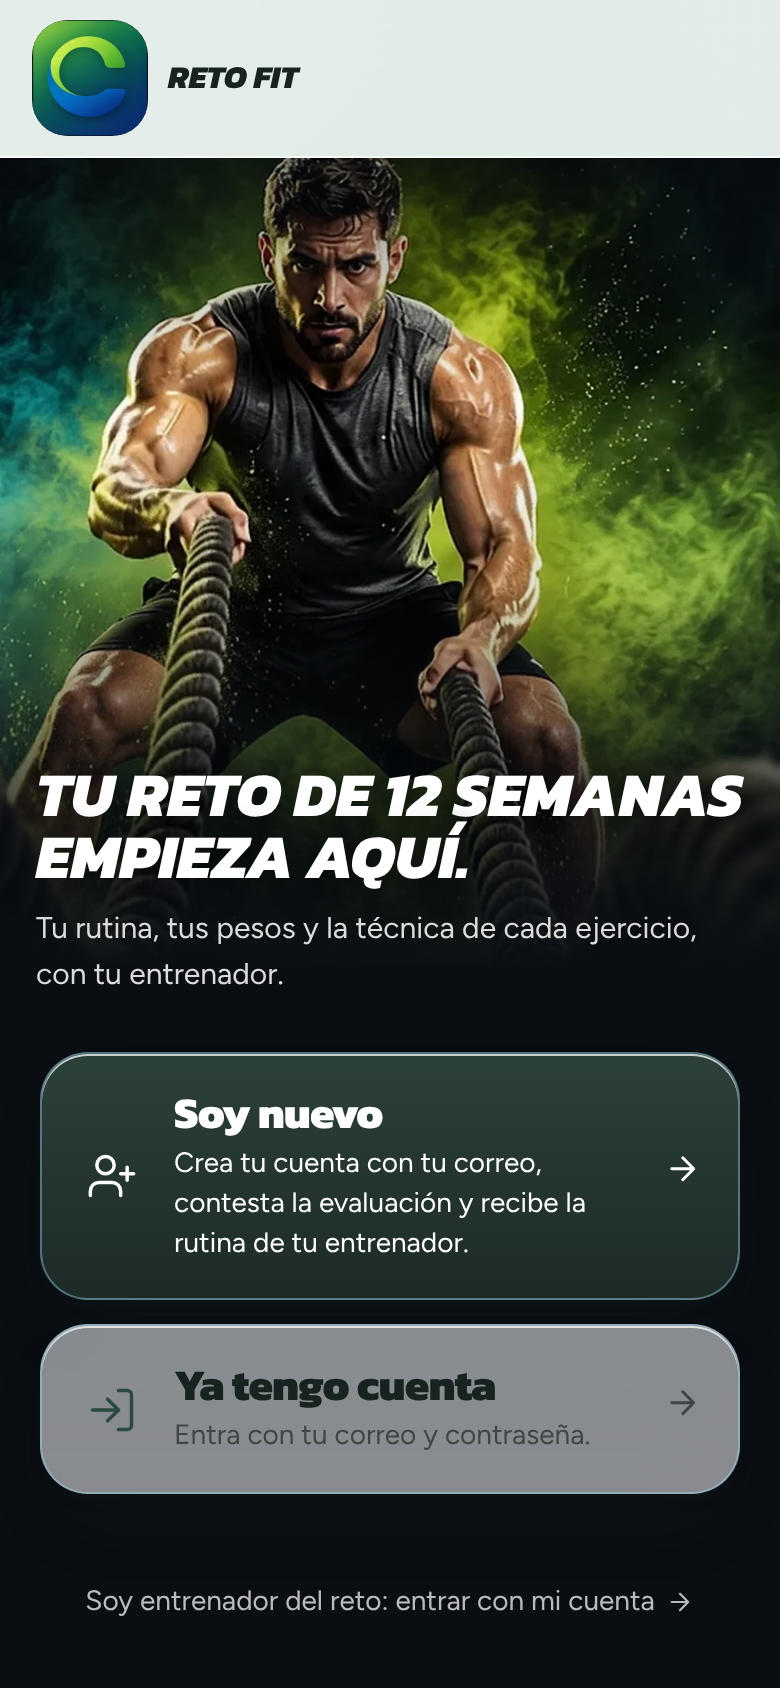 RETO FIT
TU RETO DE 12 SEMANAS
EMPIEZA AQUÍ.
Tu rutina, tus pesos y la técnica de cada ejercicio,
con tu entrenador.
Soy nuevo
Crea tu cuenta con tu correo,
contesta la evaluación y recibe la
rutina de tu entrenador.
Ya tengo cuenta
Entra con tu correo y contraseña.
Soy entrenador del reto: entrar con mi cuenta →